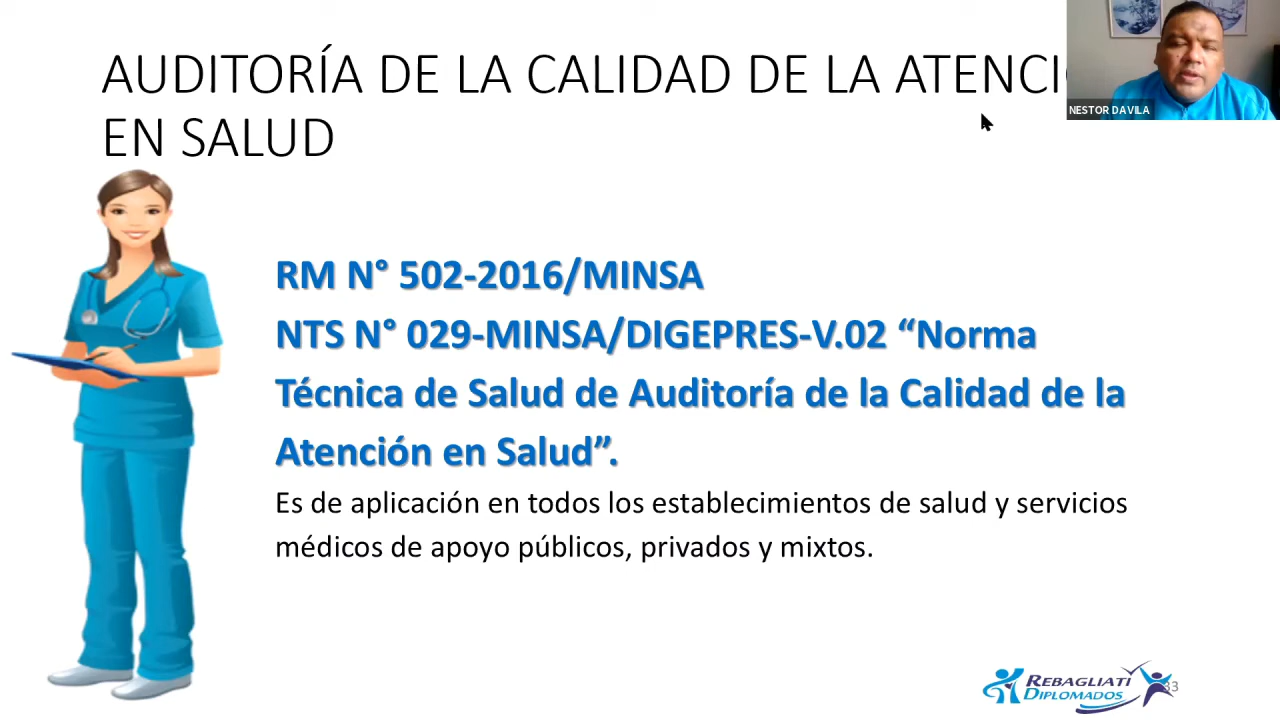 AUDITORÍA DE LA CALIDAD DE LA ATENCIÓ
EN SALUD
NESTOR DAVILA
RM N° 502-2016/MINSA
NTS N° 029-MINSA/DIGEPRES-V.02 “Norma
Técnica de Salud de Auditoría de la Calidad de la
Atención en Salud”.
Es de aplicación en todos los establecimientos de salud y servicios
médicos de apoyo públicos, privados y mixtos.
REBAGLIATI
DIPLOMADOS
33